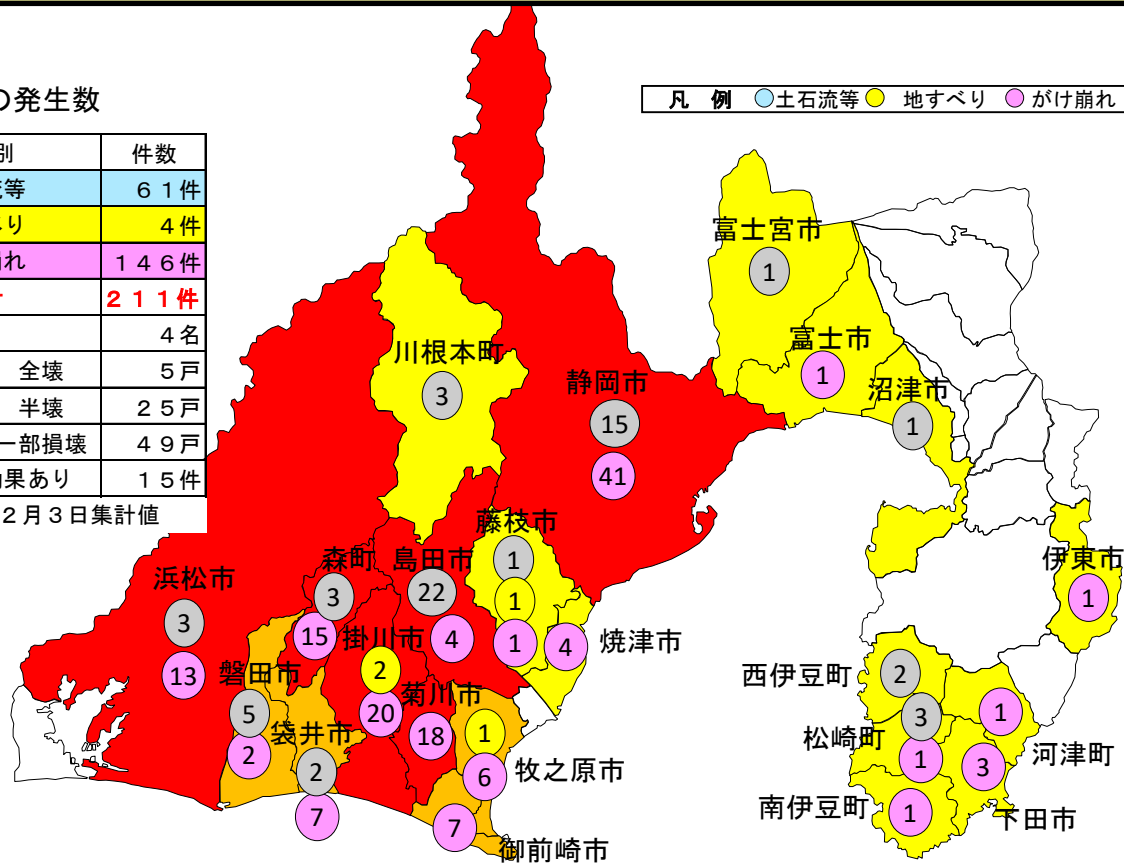 の発生数
凡 例 土石流等 地すべり がけ崩れ
別 件数
等 ６１件
り ４件
れ １４６件
２１１件
４名
全壊 ５戸
半壊 ２５戸
一部損壊 ４９戸
果あり １５件
２月３日集計値
富士宮市
1
富士市
1
沼津市
1
川根本町
3
静岡市
15
41
藤枝市
1
1
1
焼津市
4
島田市
22
4
森町
3
15
浜松市
3
13
掛川市
2
20
磐田市
5
2
菊川市
18
袋井市
2
7
牧之原市
1
6
御前崎市
7
伊東市
1
西伊豆町
2
松崎町
3
1
河津町
1
下田市
3
南伊豆町
1